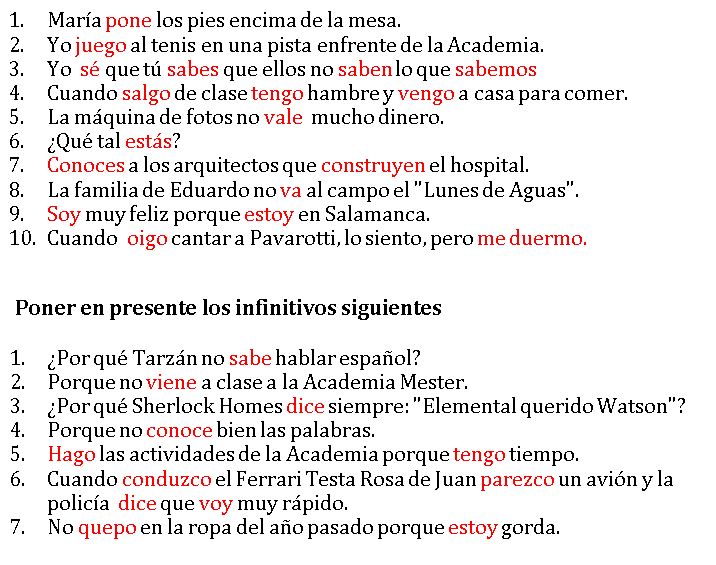 1. María pone los pies encima de la mesa.
2. Yo juego al tenis en una pista enfrente de la Academia.
3. Yo sé que tú sabes que ellos no saben lo que sabemos
4. Cuando salgo de clase tengo hambre y vengo a casa para comer.
5. La máquina de fotos no vale mucho dinero.
6. ¿Qué tal estás?
7. Conoces a los arquitectos que construyen el hospital.
8. La familia de Eduardo no va al campo el "Lunes de Aguas".
9. Soy muy feliz porque estoy en Salamanca.
10. Cuando oigo cantar a Pavarotti, lo siento, pero me duermo.
Poner en presente los infinitivos siguientes
1. ¿Por qué Tarzán no sabe hablar español?
2. Porque no viene a clase a la Academia Mester.
3. ¿Por qué Sherlock Homes dice siempre: "Elemental querido Watson"?
4. Porque no conoce bien las palabras.
5. Hago las actividades de la Academia porque tengo tiempo.
6. Cuando conduzco el Ferrari Testa Rosa de Juan parezco un avión y la
policía dice que voy muy rápido.
7. No quepo en la ropa del año pasado porque estoy gorda.